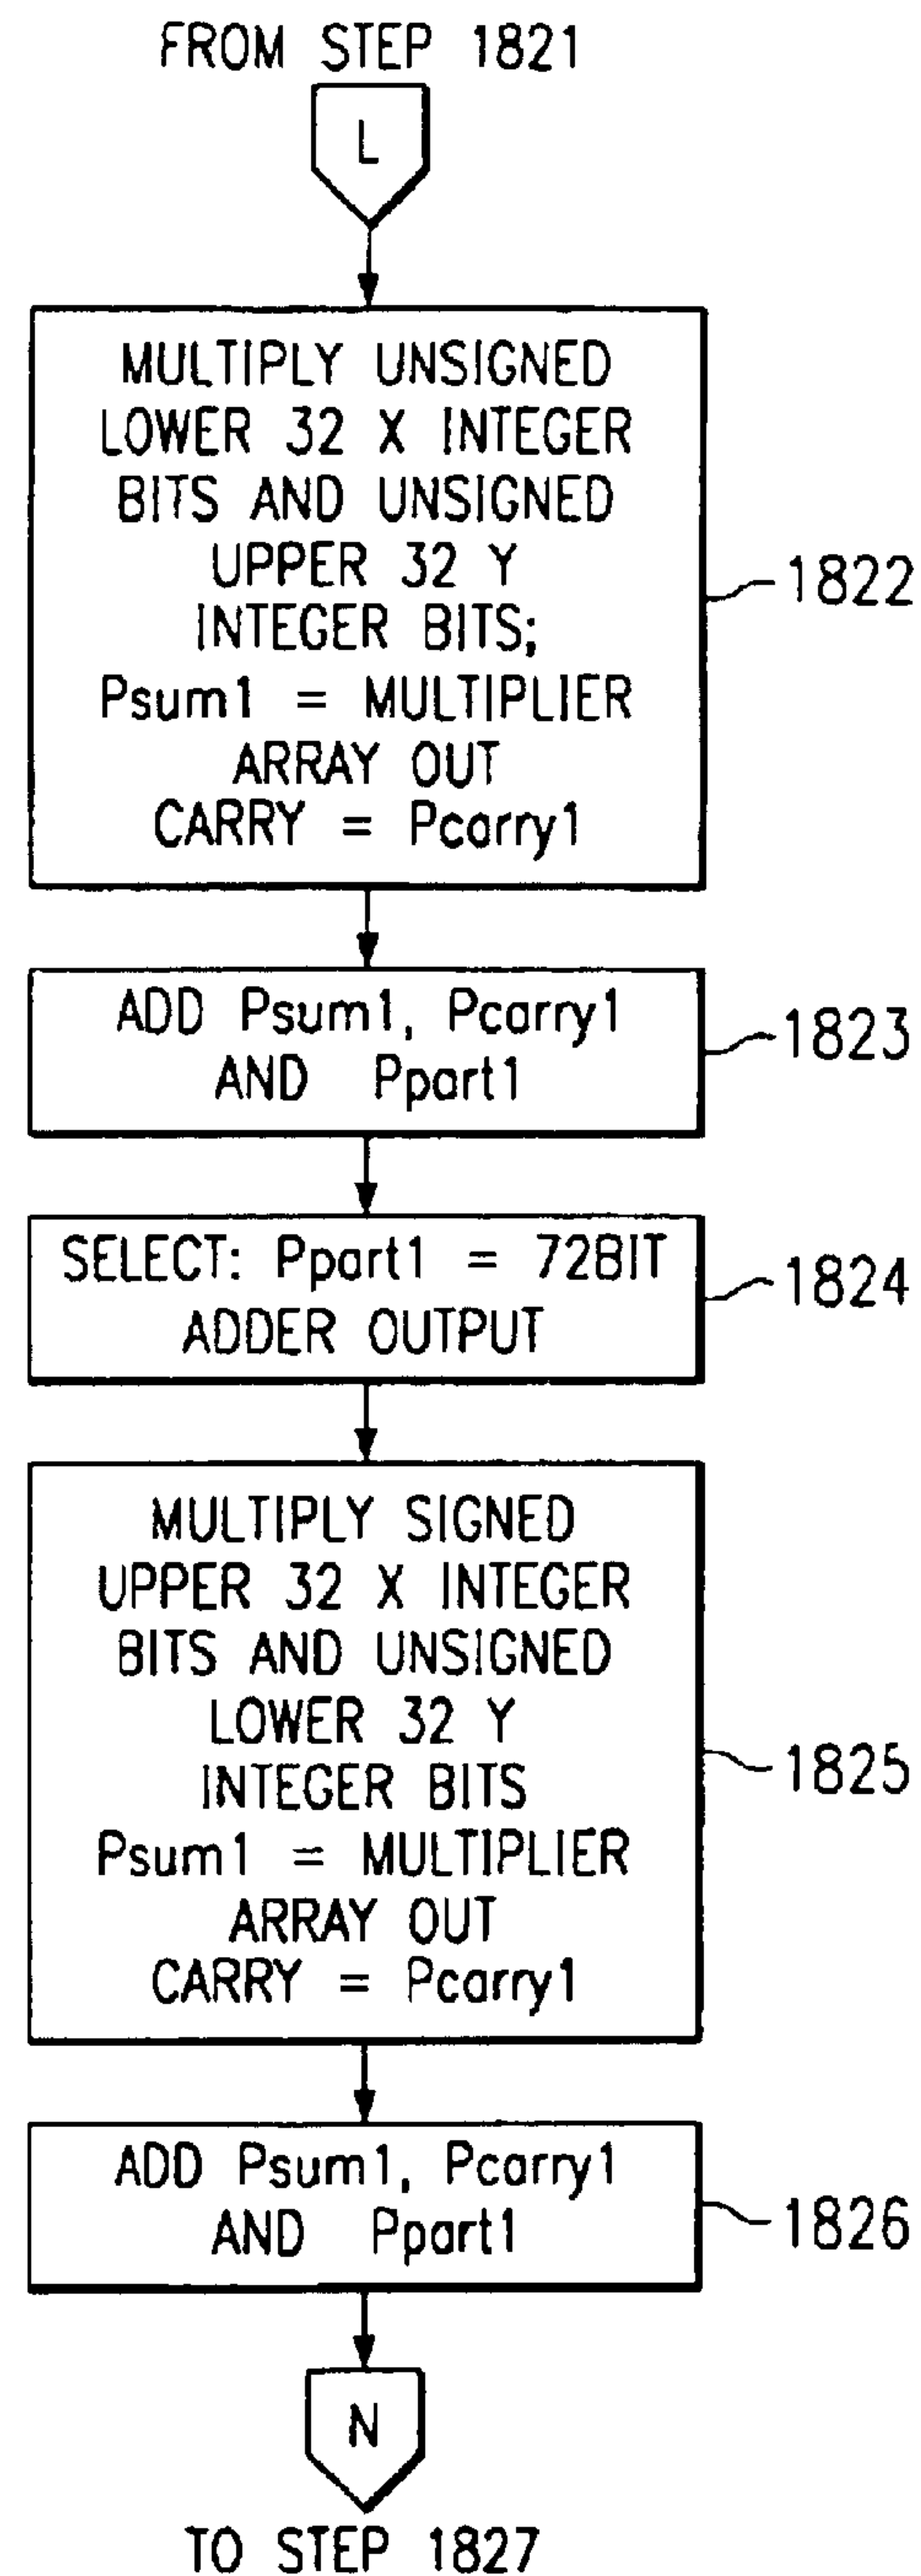 FROM STEP 1821
L
MULTIPLY UNSIGNED
LOWER 32 X INTEGER
BITS AND UNSIGNED
UPPER 32 Y
INTEGER BITS;
Psum1 = MULTIPLIER
ARRAY OUT
CARRY = Pcarry1
1822
ADD Psum1, Pcarry1
AND Ppart1
1823
SELECT: Ppart1 = 72BIT
ADDER OUTPUT
1824
MULTIPLY SIGNED
UPPER 32 X INTEGER
BITS AND UNSIGNED
LOWER 32 Y
INTEGER BITS
Psum1 = MULTIPLIER
ARRAY OUT
CARRY = Pcarry1
1825
ADD Psum1, Pcarry1
AND Ppart1
1826
N
TO STEP 1827